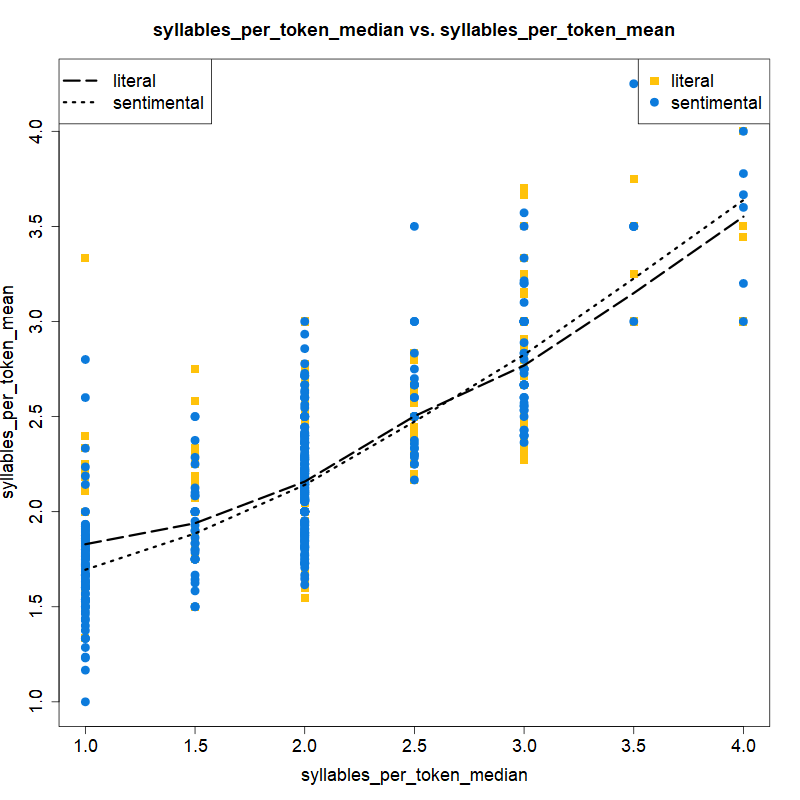 syllables_per_token_median vs. syllables_per_token_mean
literal
sentimental
literal
sentimental
syllables_per_token_mean
4.0
3.5
3.0
2.5
2.0
1.5
1.0
1.0 1.5 2.0 2.5 3.0 3.5 4.0
syllables_per_token_median